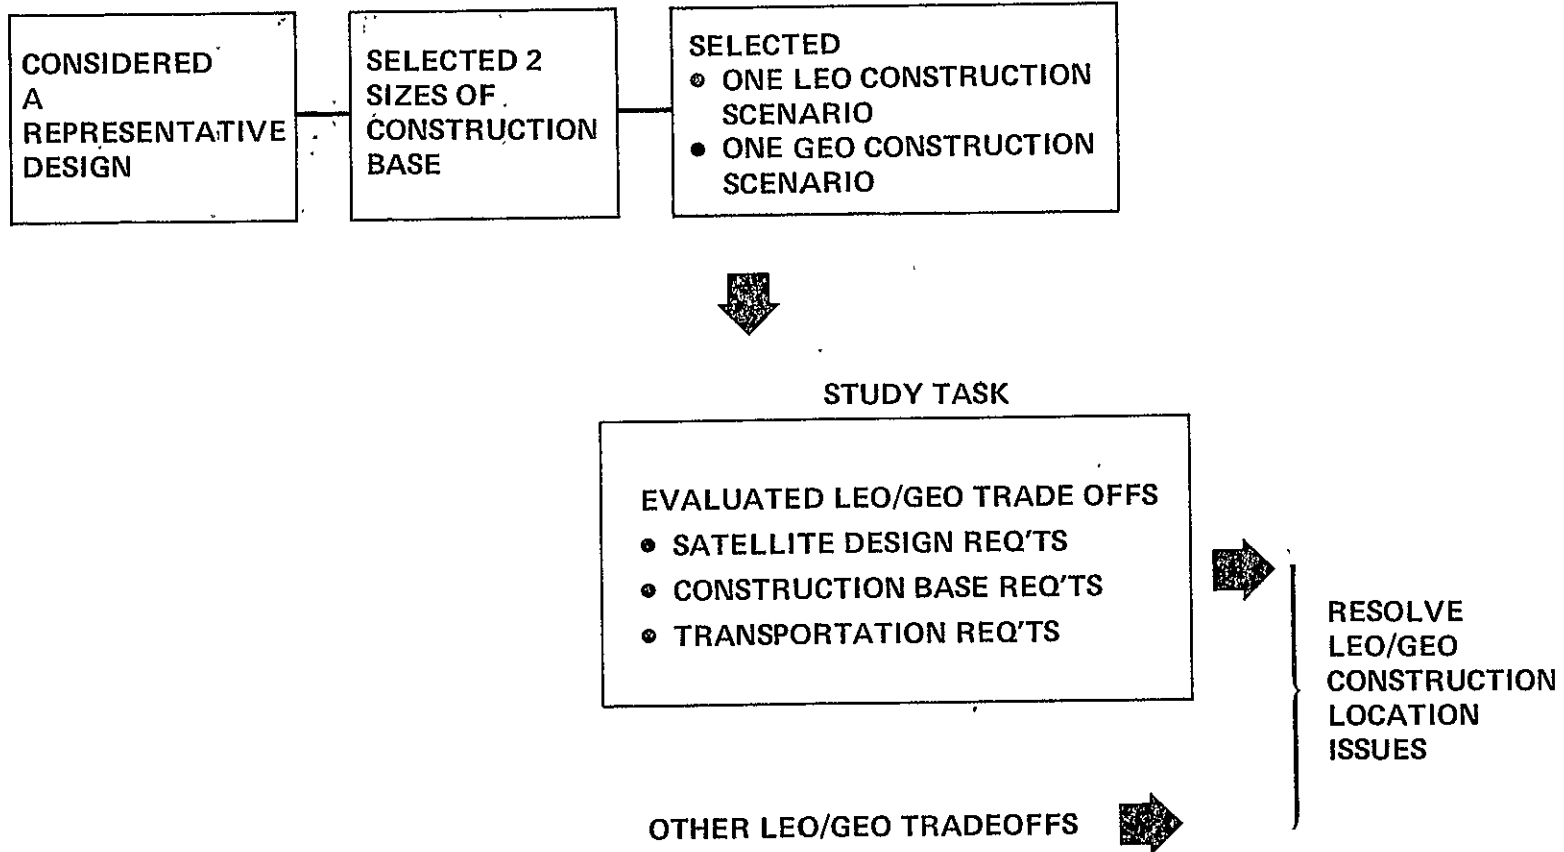 CONSIDERED
A
REPRESENTATIVE
DESIGN
SELECTED 2
SIZES OF
CONSTRUCTION
BASE
SELECTED
• ONE LEO CONSTRUCTION
SCENARIO
• ONE GEO CONSTRUCTION
SCENARIO
STUDY TASK
EVALUATED LEO/GEO TRADE OFFS
• SATELLITE DESIGN REQ'TS
• CONSTRUCTION BASE REQ'TS
• TRANSPORTATION REQ'TS
RESOLVE
LEO/GEO
CONSTRUCTION
LOCATION
ISSUES
OTHER LEO/GEO TRADEOFFS